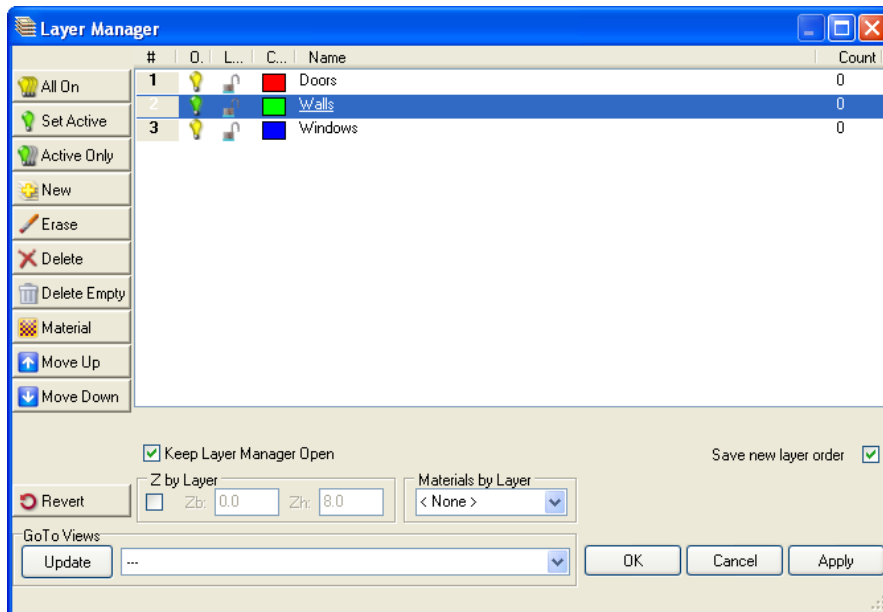 Layer Manager
# O. L... C... Name Count
All On
1 Doors 0
Set Active
2 Walls 0
Active Only
3 Windows 0
New
Erase
Delete
Delete Empty
Material
Move Up
Move Down
Keep Layer Manager Open
Save new layer order
Z by Layer
Materials by Layer
Revert
Zb: 0.0 Zh: 8.0
< None >
GoTo Views
Update
---
OK
Cancel
Apply